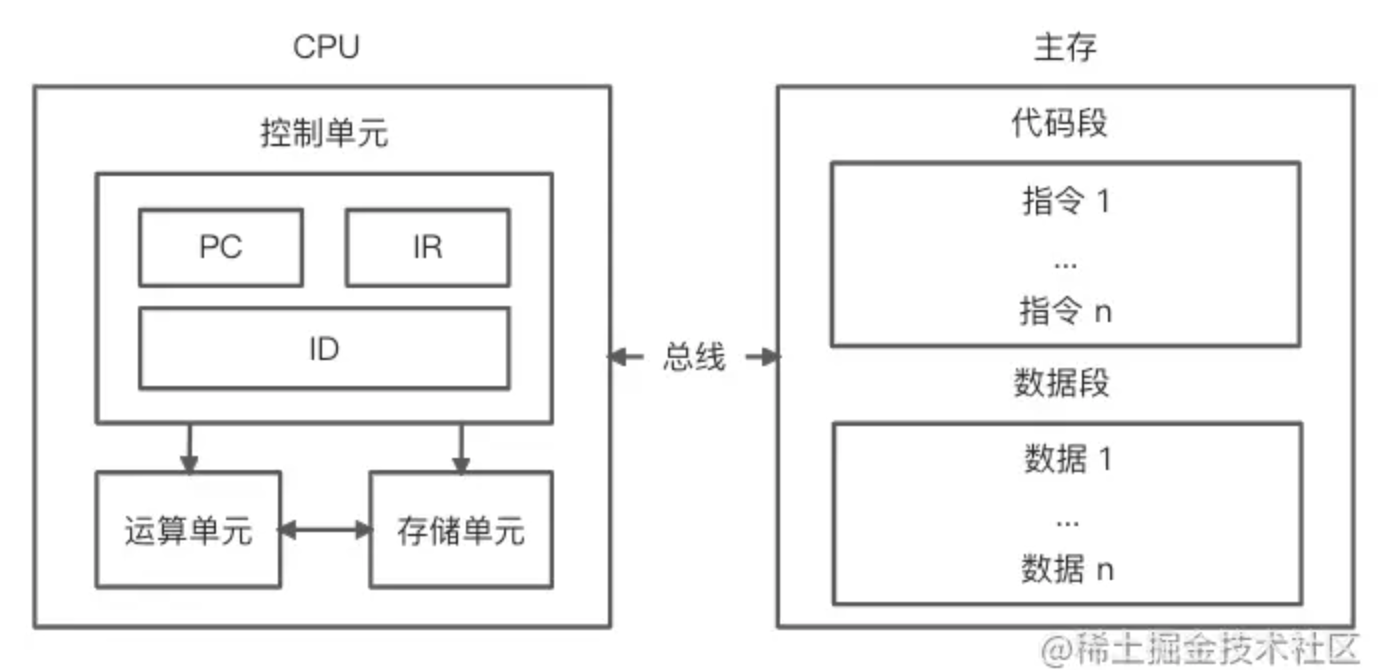 CPU
控制单元
PC
IR
ID
运算单元
存储单元
总线
主存
代码段
指令 1
...
指令 n
数据段
数据 1
...
数据 n
@稀土掘金技术社区